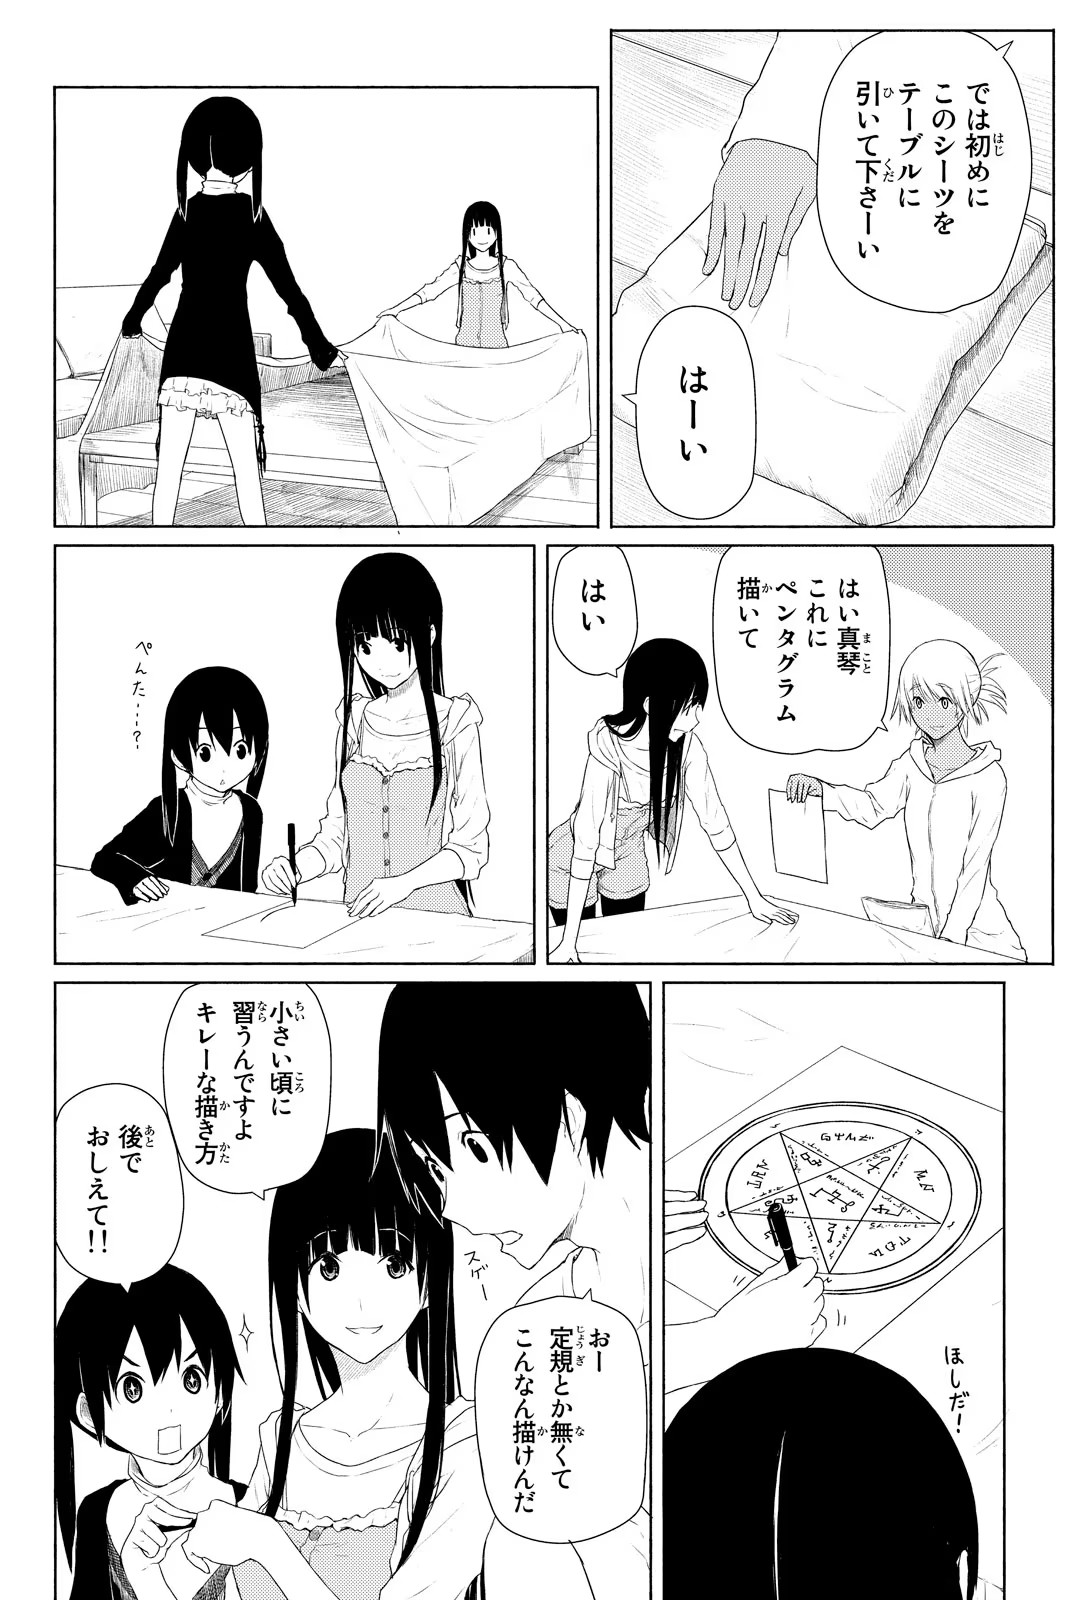 では初めに
このシーツを
テーブルに
引いて下さーい
はーい
はい真琴
これに
ペンタグラム
描いて
はい
ぺんた…?
ほしだ!
おー
定規とか無くて
こんなん描けんだ
スゲー
小さい頃に
習うんですよ
キレーな描き方
後で
おしえて!!